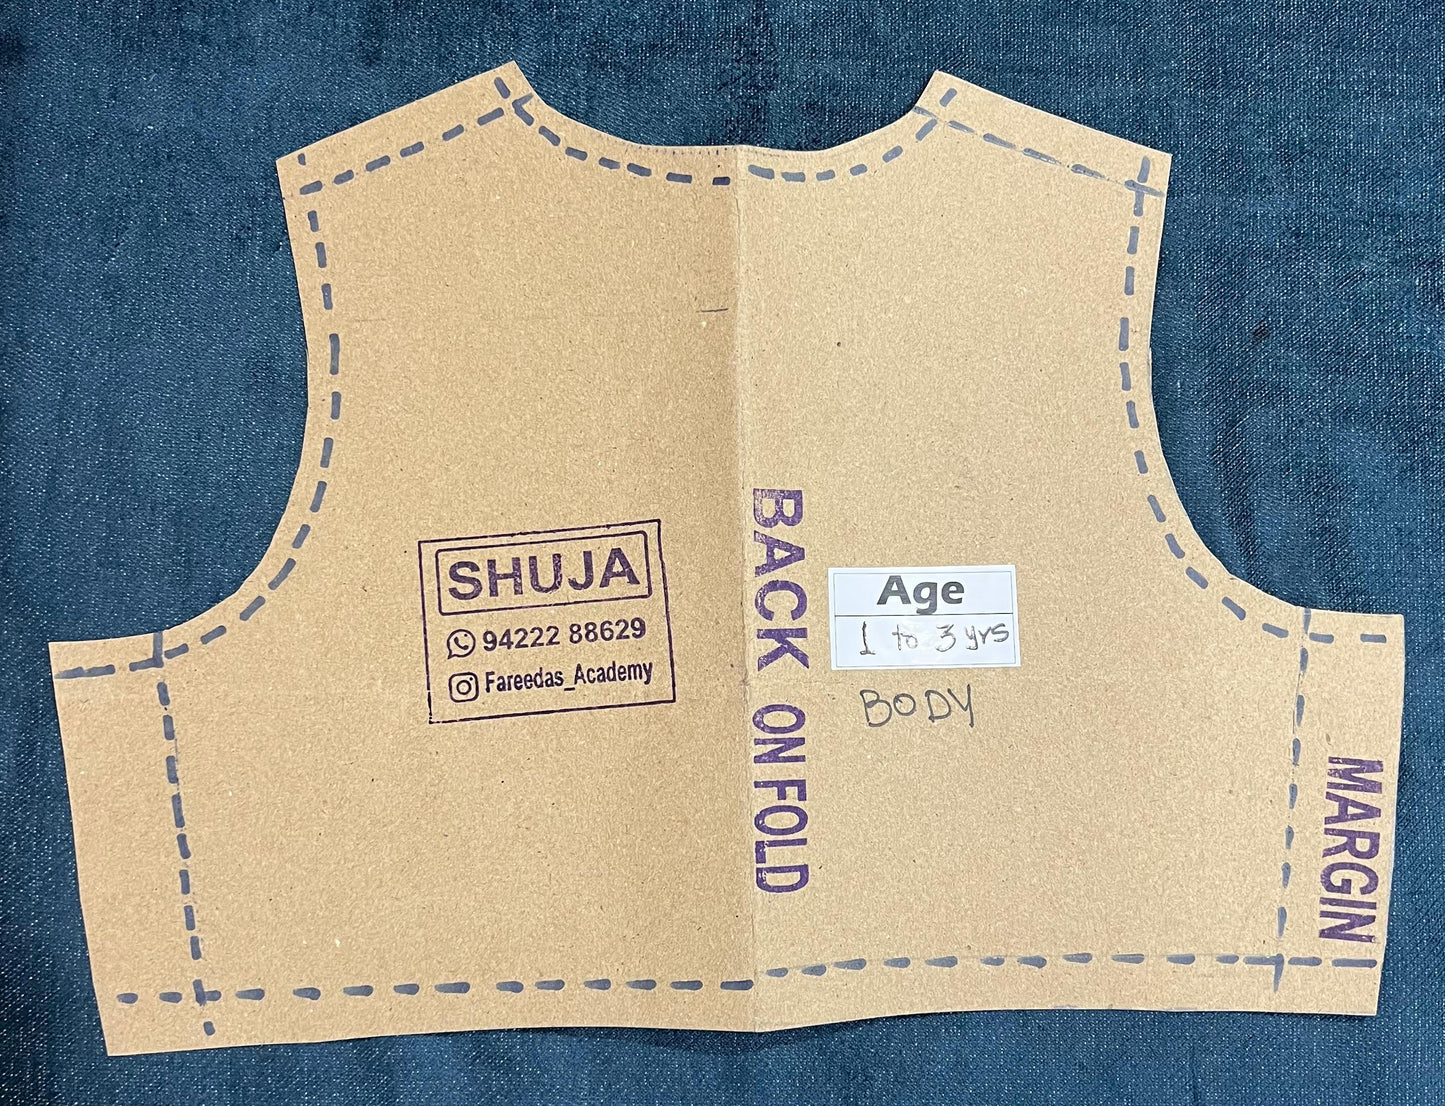 SHUJA
94222 88629
Fareedas_Academy
BACK ON FOLD
Age
1 to 3 yrs
BODY
MARGIN